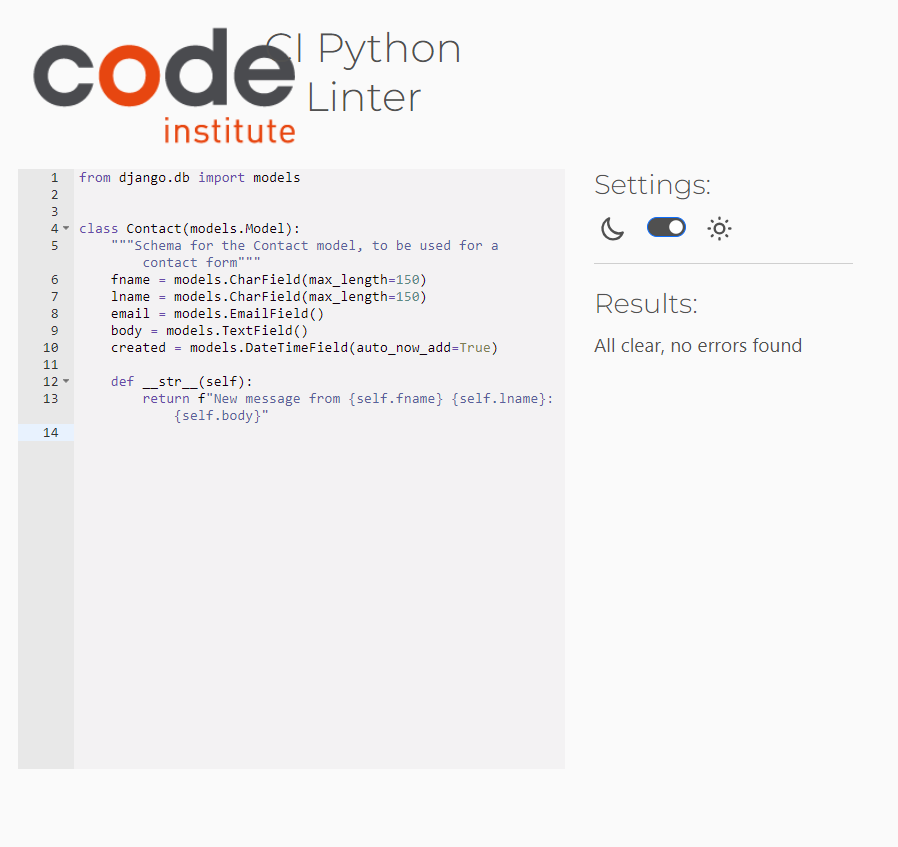 code
institute
CI Python
Linter
1 from django.db import models
2
3
4 class Contact(models.Model):
5 """Schema for the Contact model, to be used for a
contact form"""
6 fname = models.CharField(max_length=150)
7 lname = models.CharField(max_length=150)
8 email = models.EmailField()
9 body = models.TextField()
10 created = models.DateTimeField(auto_now_add=True)
11
12 def __str__(self):
13 return f"New message from {self.fname} {self.lname}:
{self.body}"
14
Settings:
Results:
All clear, no errors found